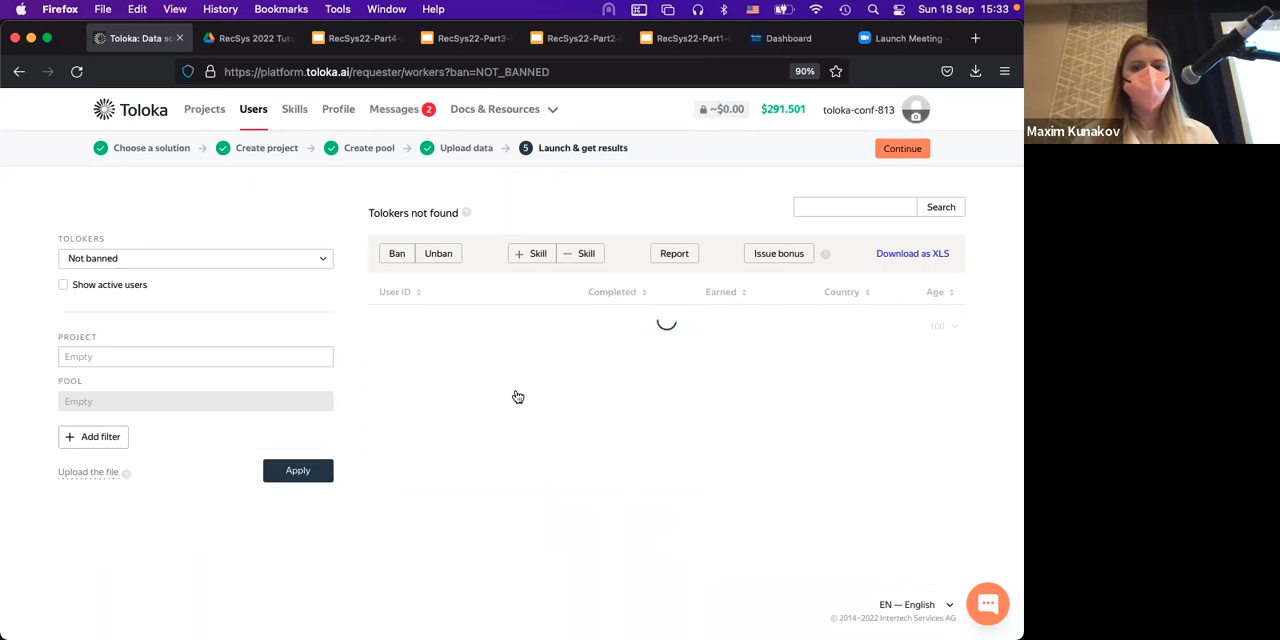 Firefox File Edit View History Bookmarks Tools Window Help Sun 18 Sep 15:33
Toloka: Data so RecSys 2022 Tuto RecSys22-Part4- RecSys22-Part3- RecSys22-Part2- RecSys22-Part1- Dashboard Launch Meeting -
https://platform.toloka.ai/requester/workers?ban=NOT_BANNED 90%
Toloka Projects Users Skills Profile Messages 2 Docs & Resources ~$0.00 $291.501 toloka-conf-813
Choose a solution Create project Create pool Upload data 5 Launch & get results Continue
Maxim Kunakov
Tolokers not found Search
TOLOKERS
Not banned
Ban Unban + Skill — Skill Report Issue bonus Download as XLS
Show active users
User ID Completed Earned Country Age
100
PROJECT
Empty
POOL
Empty
+ Add filter
Upload the file Apply
EN — English
© 2014–2022 Intertech Services AG